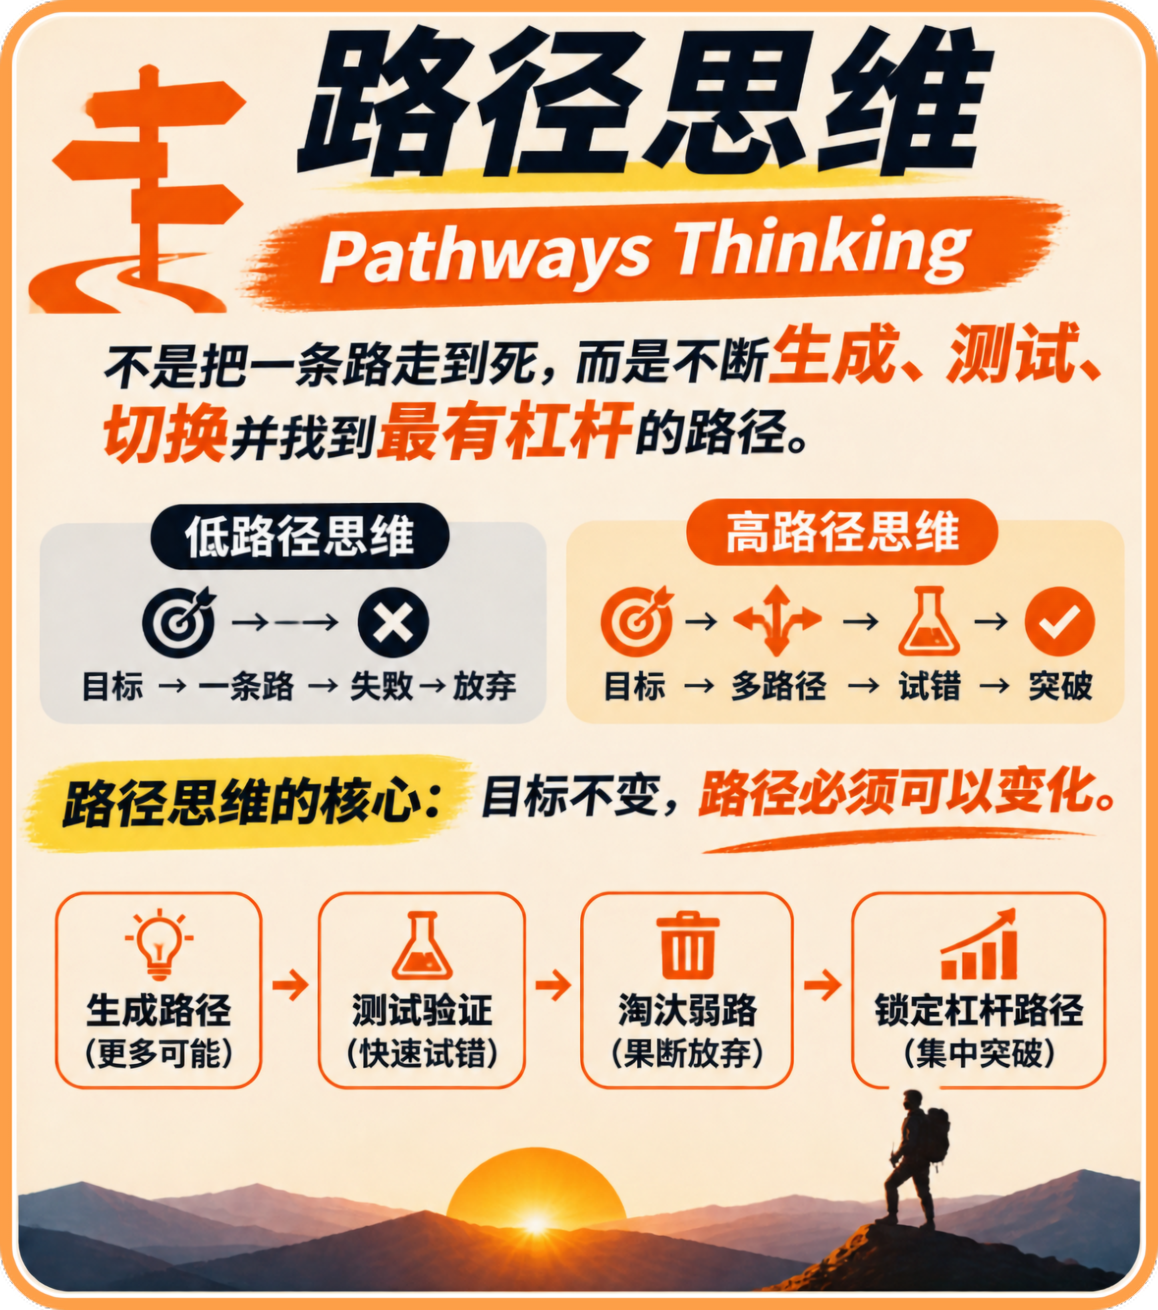 路径思维
Pathways Thinking
不是把一条路走到死，而是不断生成、测试、
切换并找到最有杠杆的路径。
低路径思维
→─→
目标 → 一条路 → 失败 → 放弃
高路径思维
→ → →
目标 → 多路径 → 试错 → 突破
路径思维的核心： 目标不变，路径必须可以变化。
生成路径
（更多可能）
→
测试验证
（快速试错）
→
淘汰弱路
（果断放弃）
→
锁定杠杆路径
（集中突破）